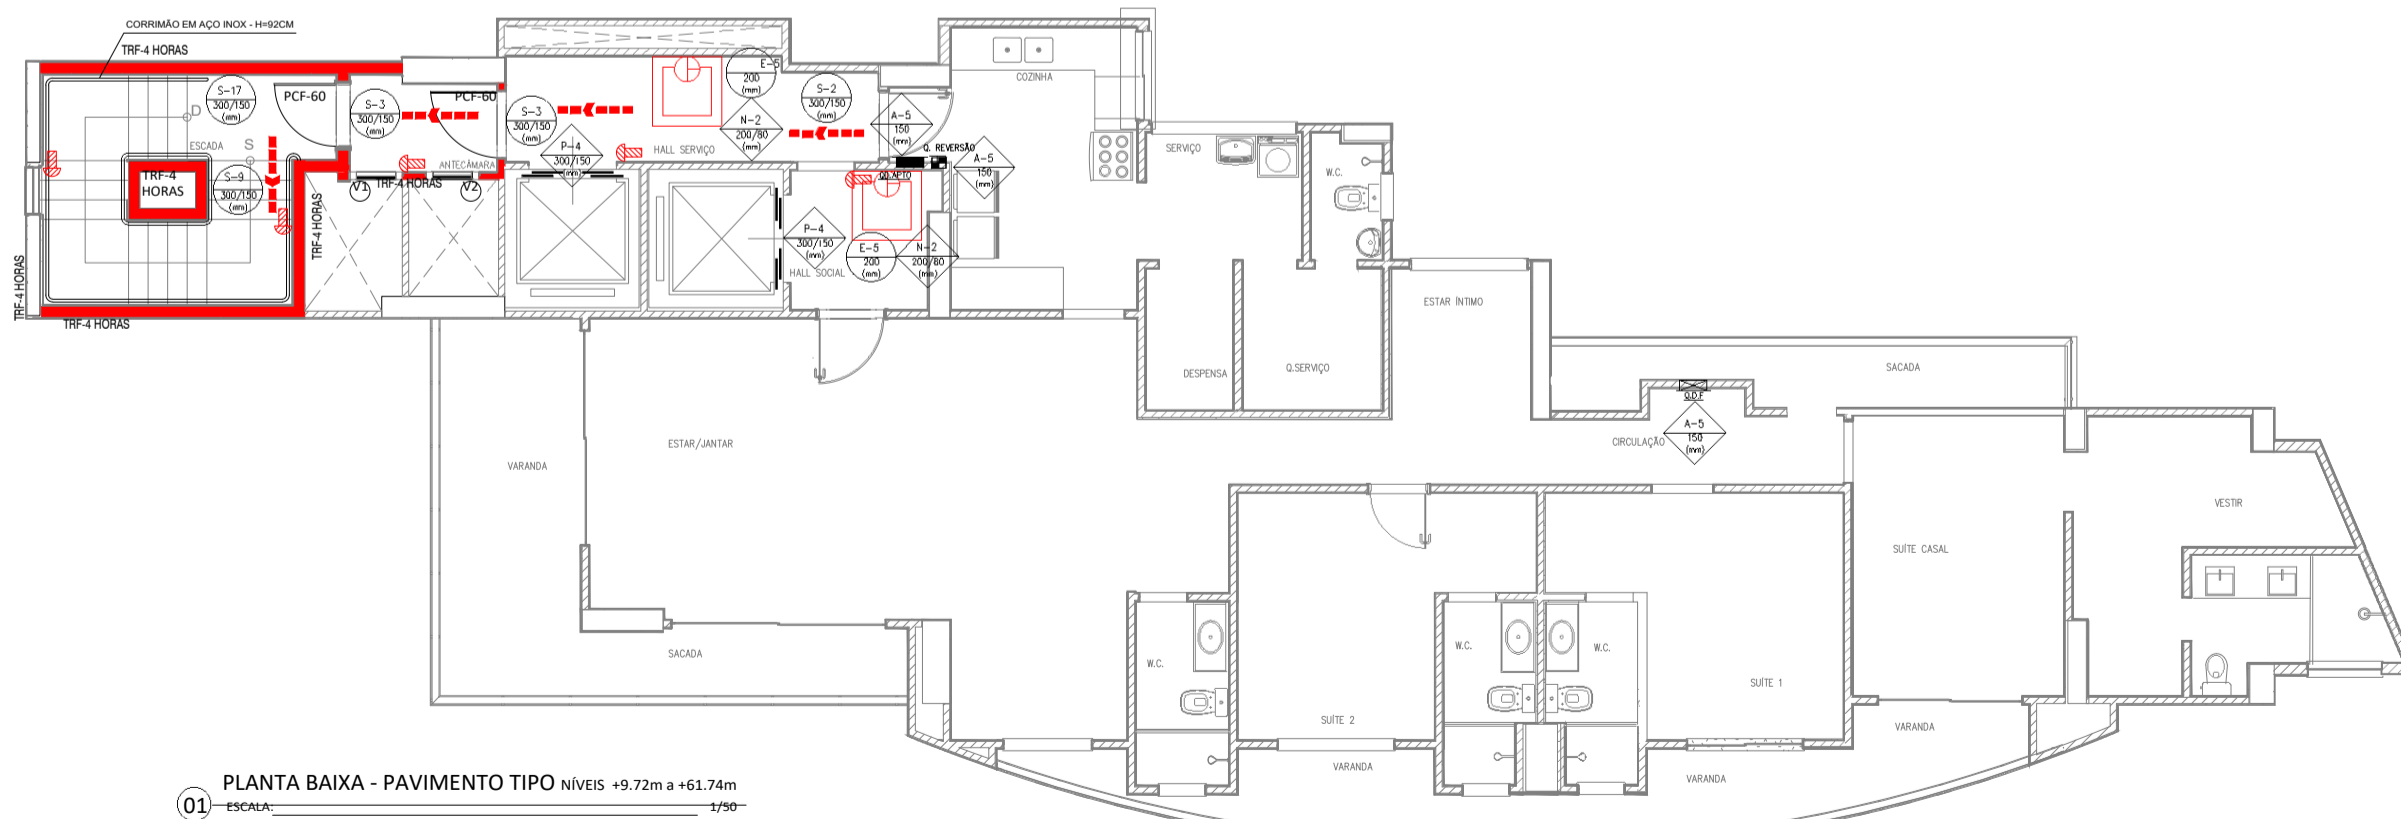 CORRIMÃO EM AÇO INOX - H=92CM
TRF-4 HORAS
S-17
300/150
(mm)
PCF-60
D
ESCADA
S
TRF-4
HORAS
S-9
300/150
(mm)
TRF-4 HORAS
TRF-4 HORAS
TRF-4 HORAS
S-3
300/150
(mm)
PCF-60
ANTECÂMARA
V1
TRF-4 HORAS
V2
S-3
300/150
(mm)
P-4
300/150
(mm)
HALL SERVIÇO
E-5
200
(mm)
N-2
200/80
(mm)
S-2
300/150
(mm)
A-5
150
(mm)
Q. REVERSÃO
QD.APTO
A-5
150
(mm)
P-4
300/150
(mm)
E-5
200
(mm)
N-2
200/80
(mm)
HALL SOCIAL
COZINHA
SERVIÇO
W.C.
DESPENSA
Q.SERVIÇO
ESTAR ÍNTIMO
SACADA
Q.D.F
A-5
150
(mm)
CIRCULAÇÃO
ESTAR/JANTAR
VARANDA
SACADA
W.C.
SUÍTE 2
W.C.
W.C.
SUÍTE 1
SUÍTE CASAL
VESTIR
VARANDA
VARANDA
VARANDA
01
PLANTA BAIXA - PAVIMENTO TIPO NÍVEIS +9.72m a +61.74m
ESCALA: 1/50